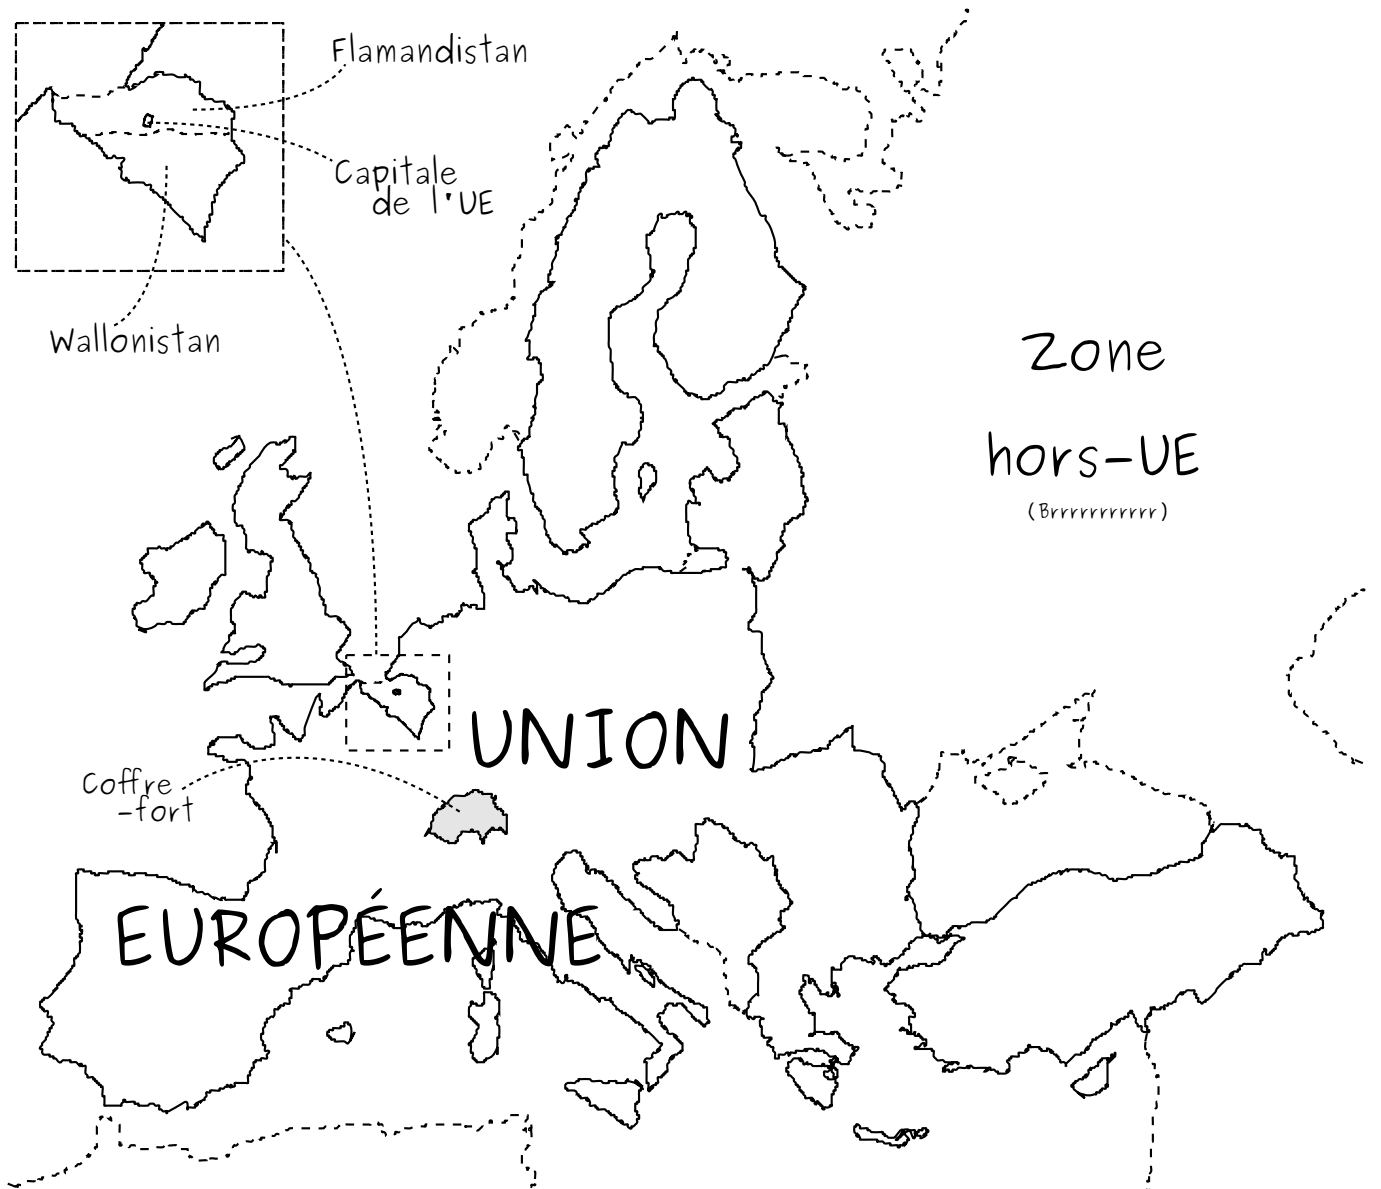 Flamandistan
Capitale
de l'UE
Wallonistan
Zone
hors-UE
(Brrrrrrrrrrr)
UNION
Coffre
-fort
EUROPÉENNE